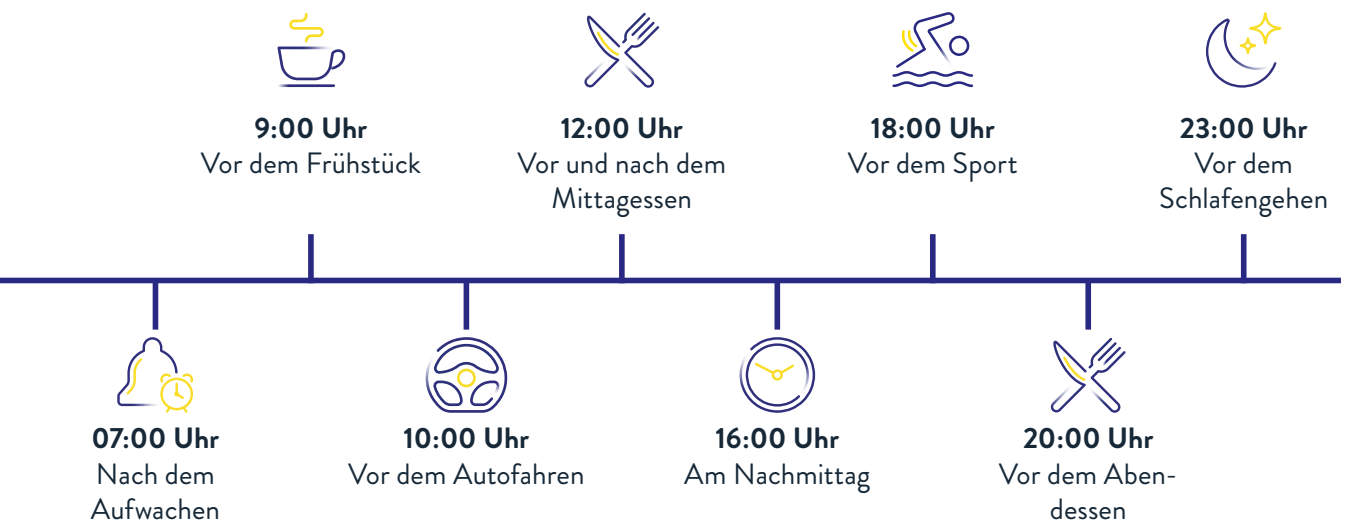 9:00 Uhr
Vor dem Frühstück
12:00 Uhr
Vor und nach dem
Mittagessen
18:00 Uhr
Vor dem Sport
23:00 Uhr
Vor dem
Schlafengehen
07:00 Uhr
Nach dem
Aufwachen
10:00 Uhr
Vor dem Autofahren
16:00 Uhr
Am Nachmittag
20:00 Uhr
Vor dem Aben-
dessen